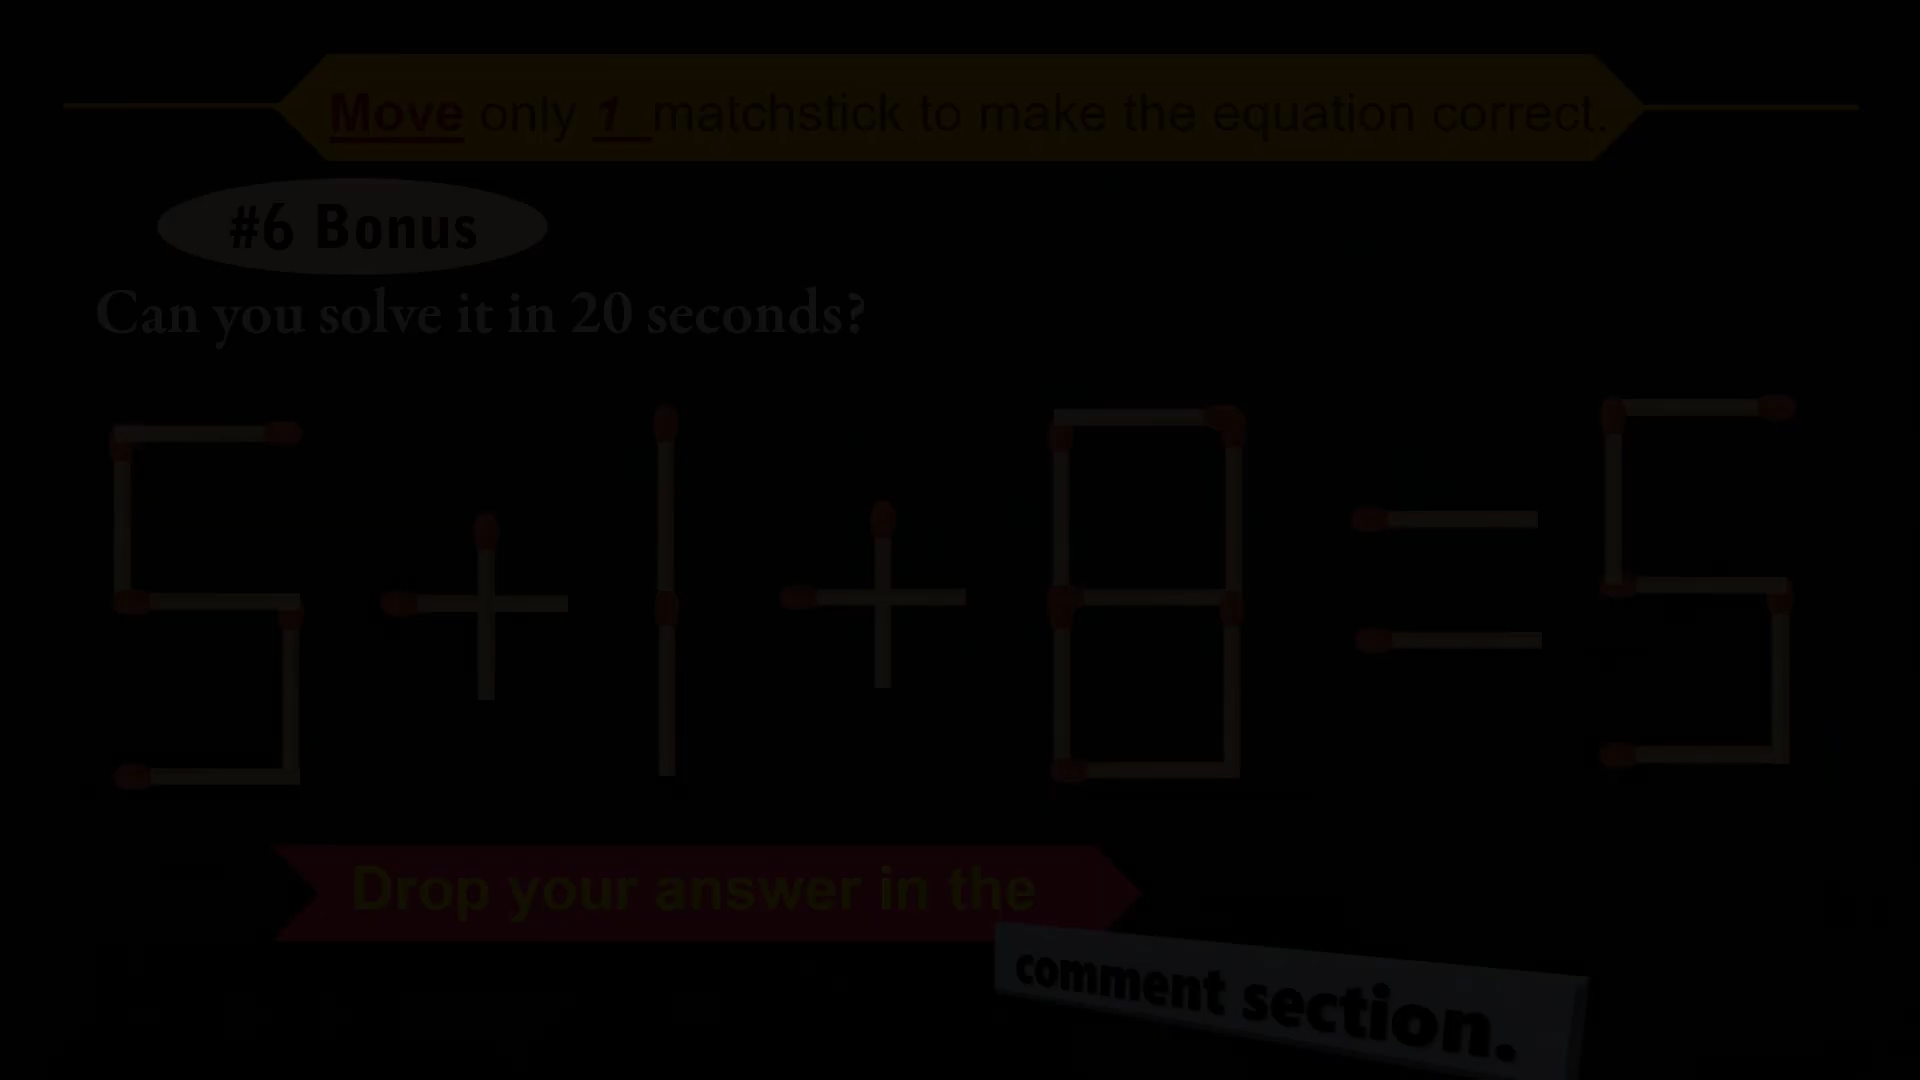 Move only 1 matchstick to make the equation correct.
#6 Bonus
Can you solve it in 20 seconds?
5 + 1 + 8 = 5
Drop your answer in the
comment section.